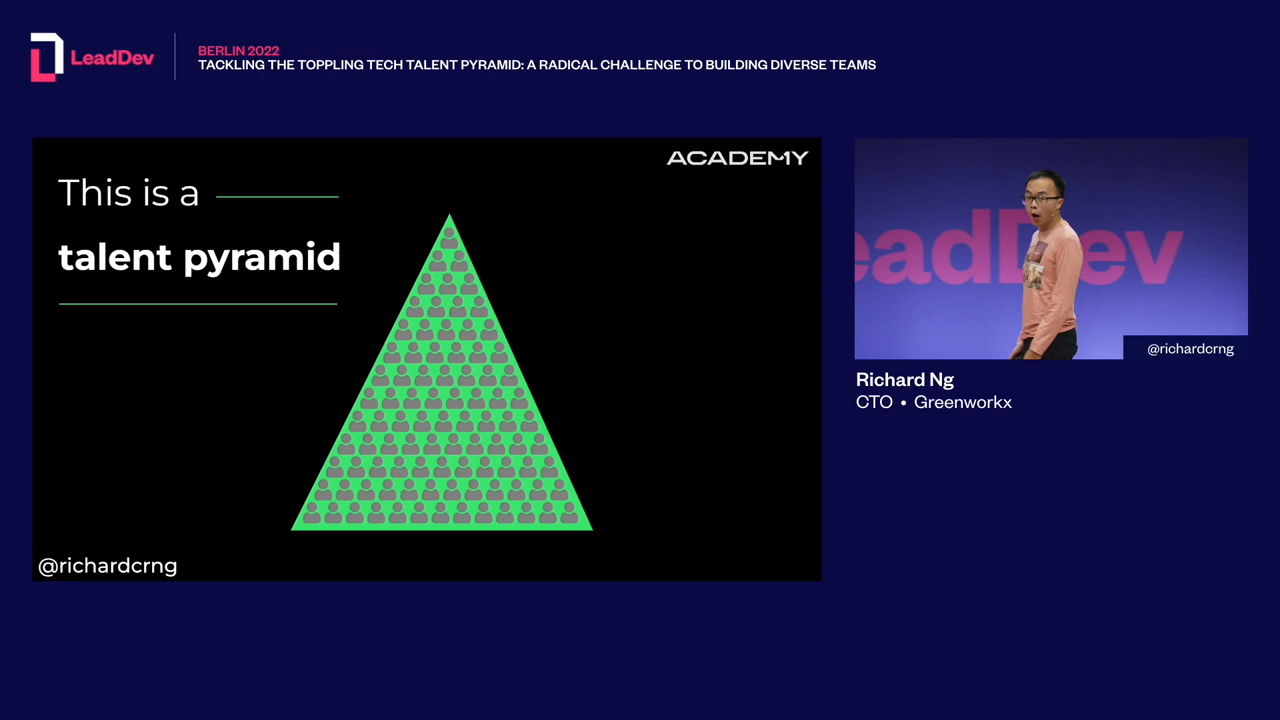 LeadDev
BERLIN 2022
TACKLING THE TOPPLING TECH TALENT PYRAMID: A RADICAL CHALLENGE TO BUILDING DIVERSE TEAMS
ACADEMY
This is a
talent pyramid
@richardcrng
eadDev
@richardcrng
Richard Ng
CTO • Greenworkx